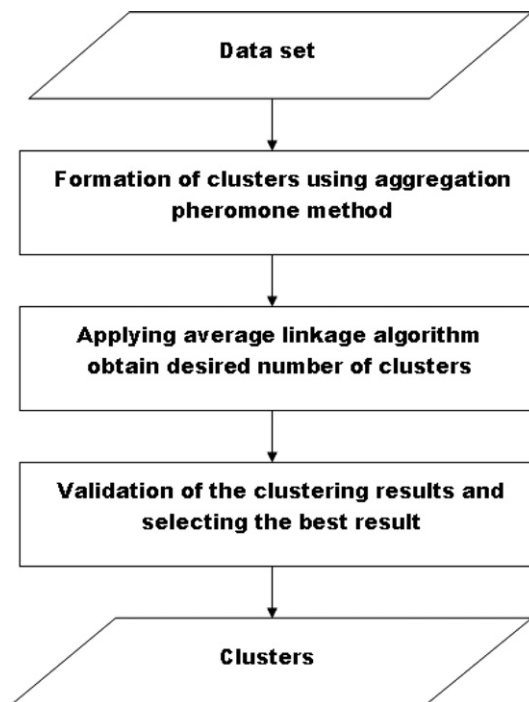 Data set
Formation of clusters using aggregation
pheromone method
Applying average linkage algorithm
obtain desired number of clusters
Validation of the clustering results and
selecting the best result
Clusters